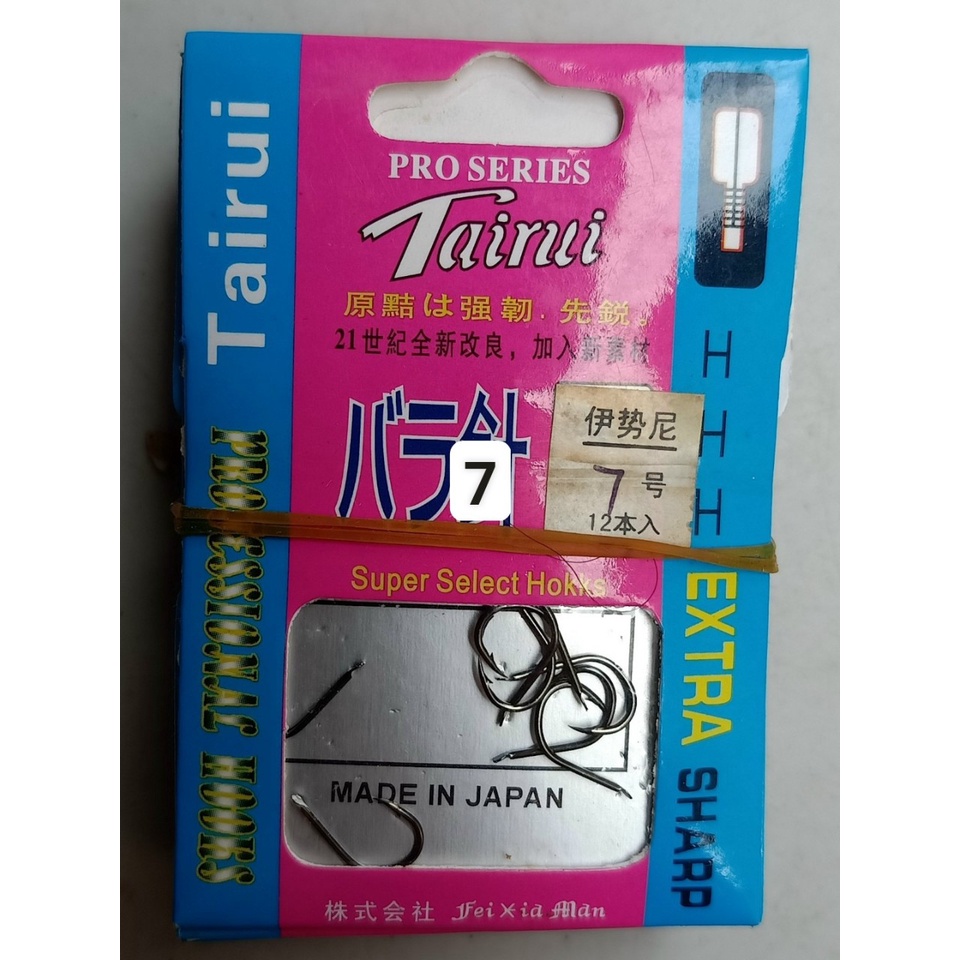 PRO SERIES
Tairui
原黠は强韧.先鋭。
21世紀全新改良，加入新素材
バラ針
7
伊势尼
7号
12本入
Super Select Hokks
MADE IN JAPAN
株式会社 FeiXia Man
Tairui
PROFESSIONAL HOOKS
H H H EXTRA SHARP